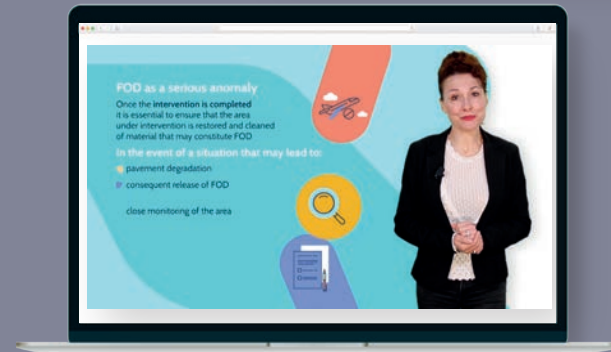 FOD as a serious anomaly
Once the intervention is completed
it is essential to ensure that the area
under intervention is restored and cleaned
of material that may constitute FOD
In the event of a situation that may lead to:
pavement degradation
consequent release of FOD
close monitoring of the area